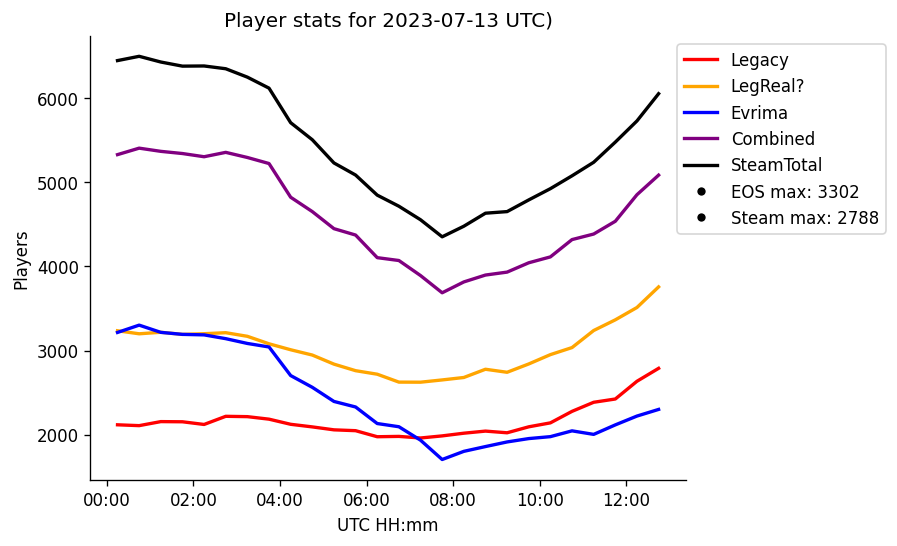 Player stats for 2023-07-13 UTC)
Legacy
LegReal?
Evrima
Combined
SteamTotal
EOS max: 3302
Steam max: 2788
6000
5000
4000
3000
2000
Players
00:00 02:00 04:00 06:00 08:00 10:00 12:00
UTC HH:mm